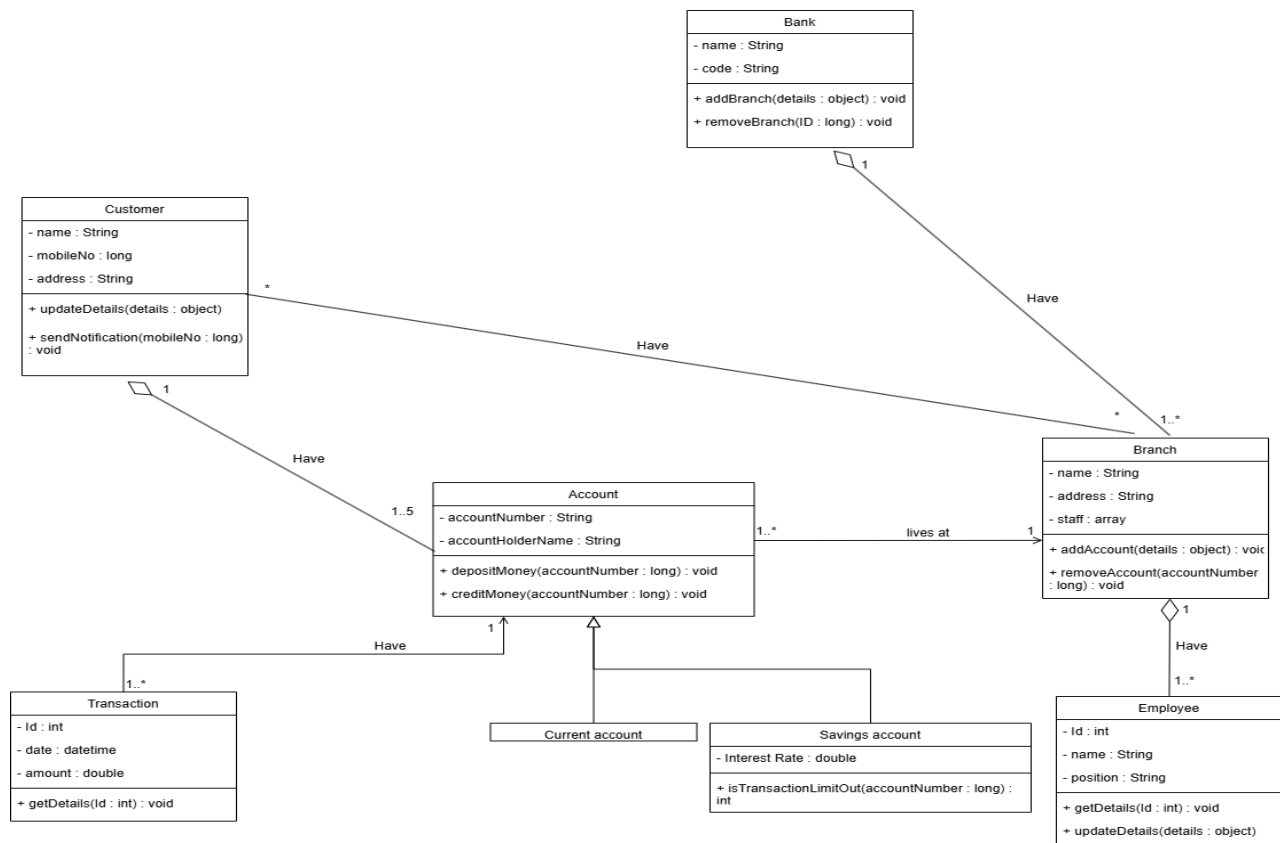 Bank
- name : String
- code : String
+ addBranch(details : object) : void
+ removeBranch(ID : long) : void
1
Have
1..*
Customer
- name : String
- mobileNo : long
- address : String
+ updateDetails(details : object)
+ sendNotification(mobileNo : long)
: void
*
Have
*
1
Have
1..5
Account
- accountNumber : String
- accountHolderName : String
+ depositMoney(accountNumber : long) : void
+ creditMoney(accountNumber : long) : void
1..*
lives at
1
Branch
- name : String
- address : String
- staff : array
+ addAccount(details : object) : void
+ removeAccount(accountNumber
: long) : void
1
Have
1..*
1
Have
1..*
Transaction
- Id : int
- date : datetime
- amount : double
+ getDetails(Id : int) : void
Current account
Savings account
- Interest Rate : double
+ isTransactionLimitOut(accountNumber : long) :
int
Employee
- Id : int
- name : String
- position : String
+ getDetails(Id : int) : void
+ updateDetails(details : object)